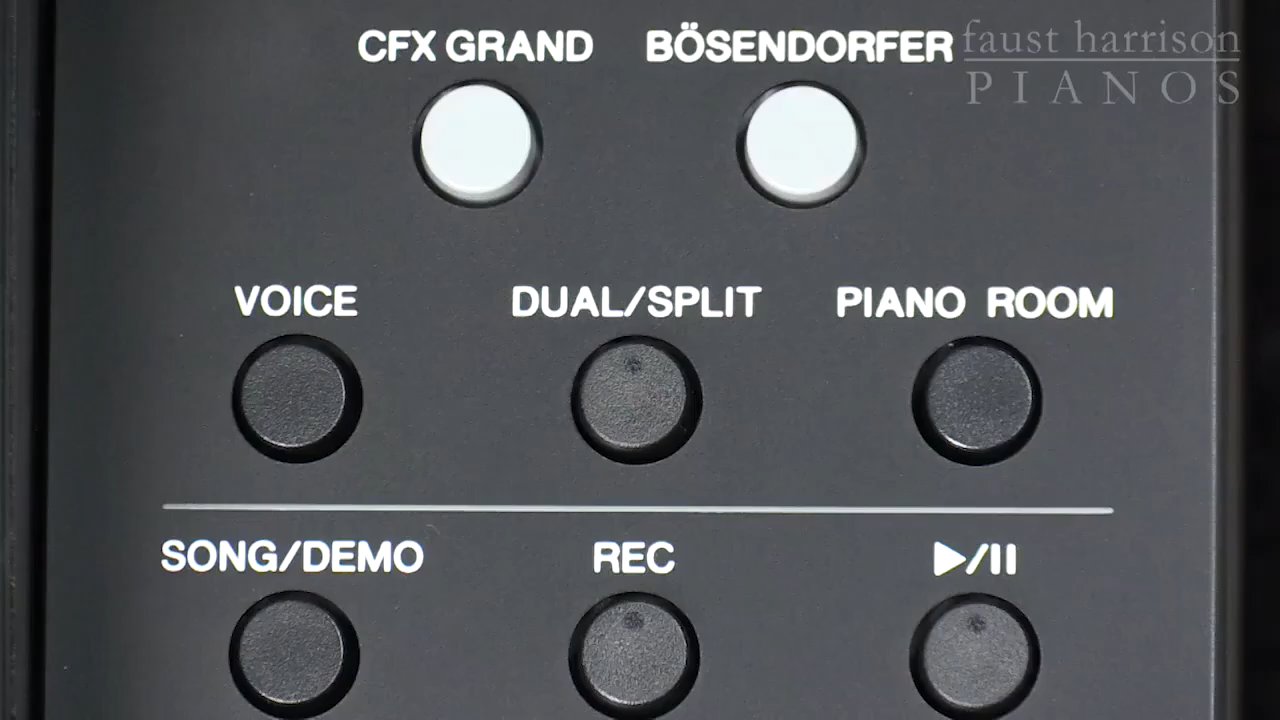 CFX GRAND
BÖSENDORFER
faust harrison
PIANOS
VOICE
DUAL/SPLIT
PIANO ROOM
SONG/DEMO
REC
▶/II